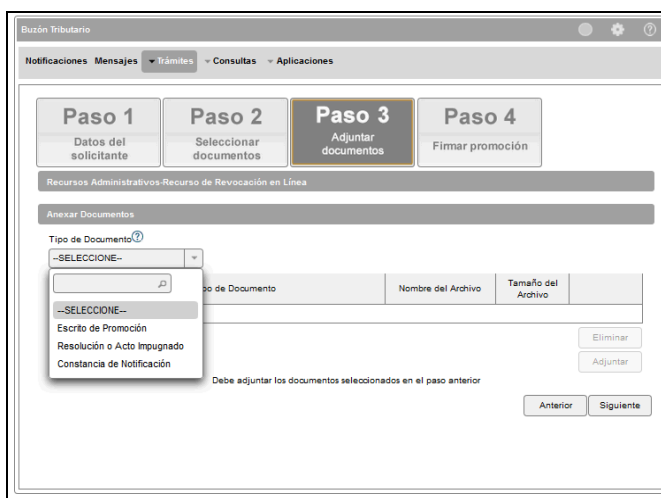 Buzón Tributario
Notificaciones Mensajes Trámites Consultas Aplicaciones
Paso 1
Datos del
solicitante
Paso 2
Seleccionar
documentos
Paso 3
Adjuntar
documentos
Paso 4
Firmar promoción
Recursos Administrativos-Recurso de Revocación en Línea
Anexar Documentos
Tipo de Documento?
--SELECCIONE--
po de Documento
Nombre del Archivo
Tamaño del
Archivo
--SELECCIONE--
Escrito de Promoción
Resolución o Acto Impugnado
Constancia de Notificación
Eliminar
Adjuntar
Debe adjuntar los documentos seleccionados en el paso anterior
Anterior
Siguiente